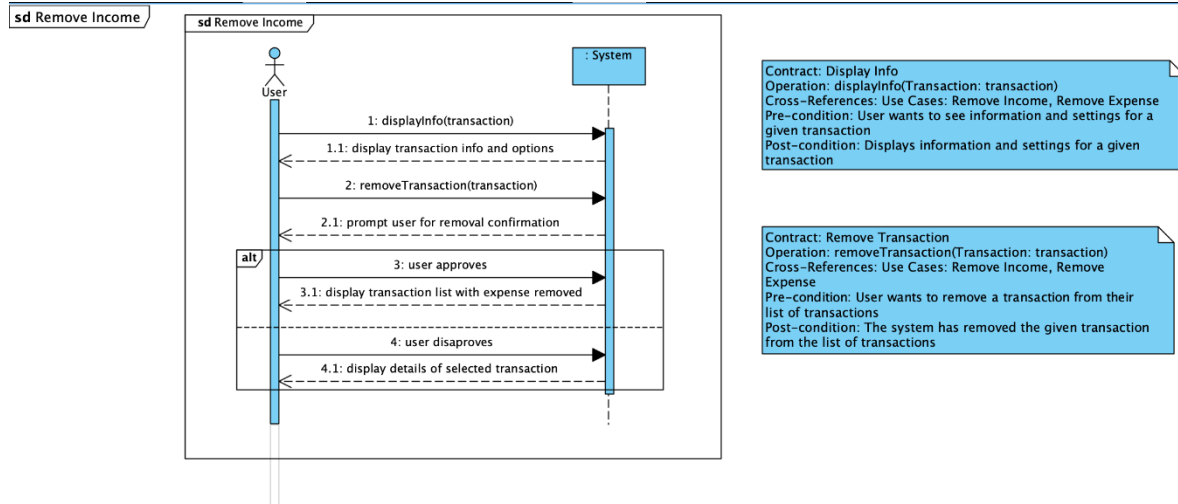 sd Remove Income
sd Remove Income
User
: System
1: displayInfo(transaction)
1.1: display transaction info and options
2: removeTransaction(transaction)
2.1: prompt user for removal confirmation
alt
3: user approves
3.1: display transaction list with expense removed
4: user disaproves
4.1: display details of selected transaction
Contract: Display Info
Operation: displayInfo(Transaction: transaction)
Cross-References: Use Cases: Remove Income, Remove Expense
Pre-condition: User wants to see information and settings for a
given transaction
Post-condition: Displays information and settings for a given
transaction
Contract: Remove Transaction
Operation: removeTransaction(Transaction: transaction)
Cross-References: Use Cases: Remove Income, Remove
Expense
Pre-condition: User wants to remove a transaction from their
list of transactions
Post-condition: The system has removed the given transaction
from the list of transactions